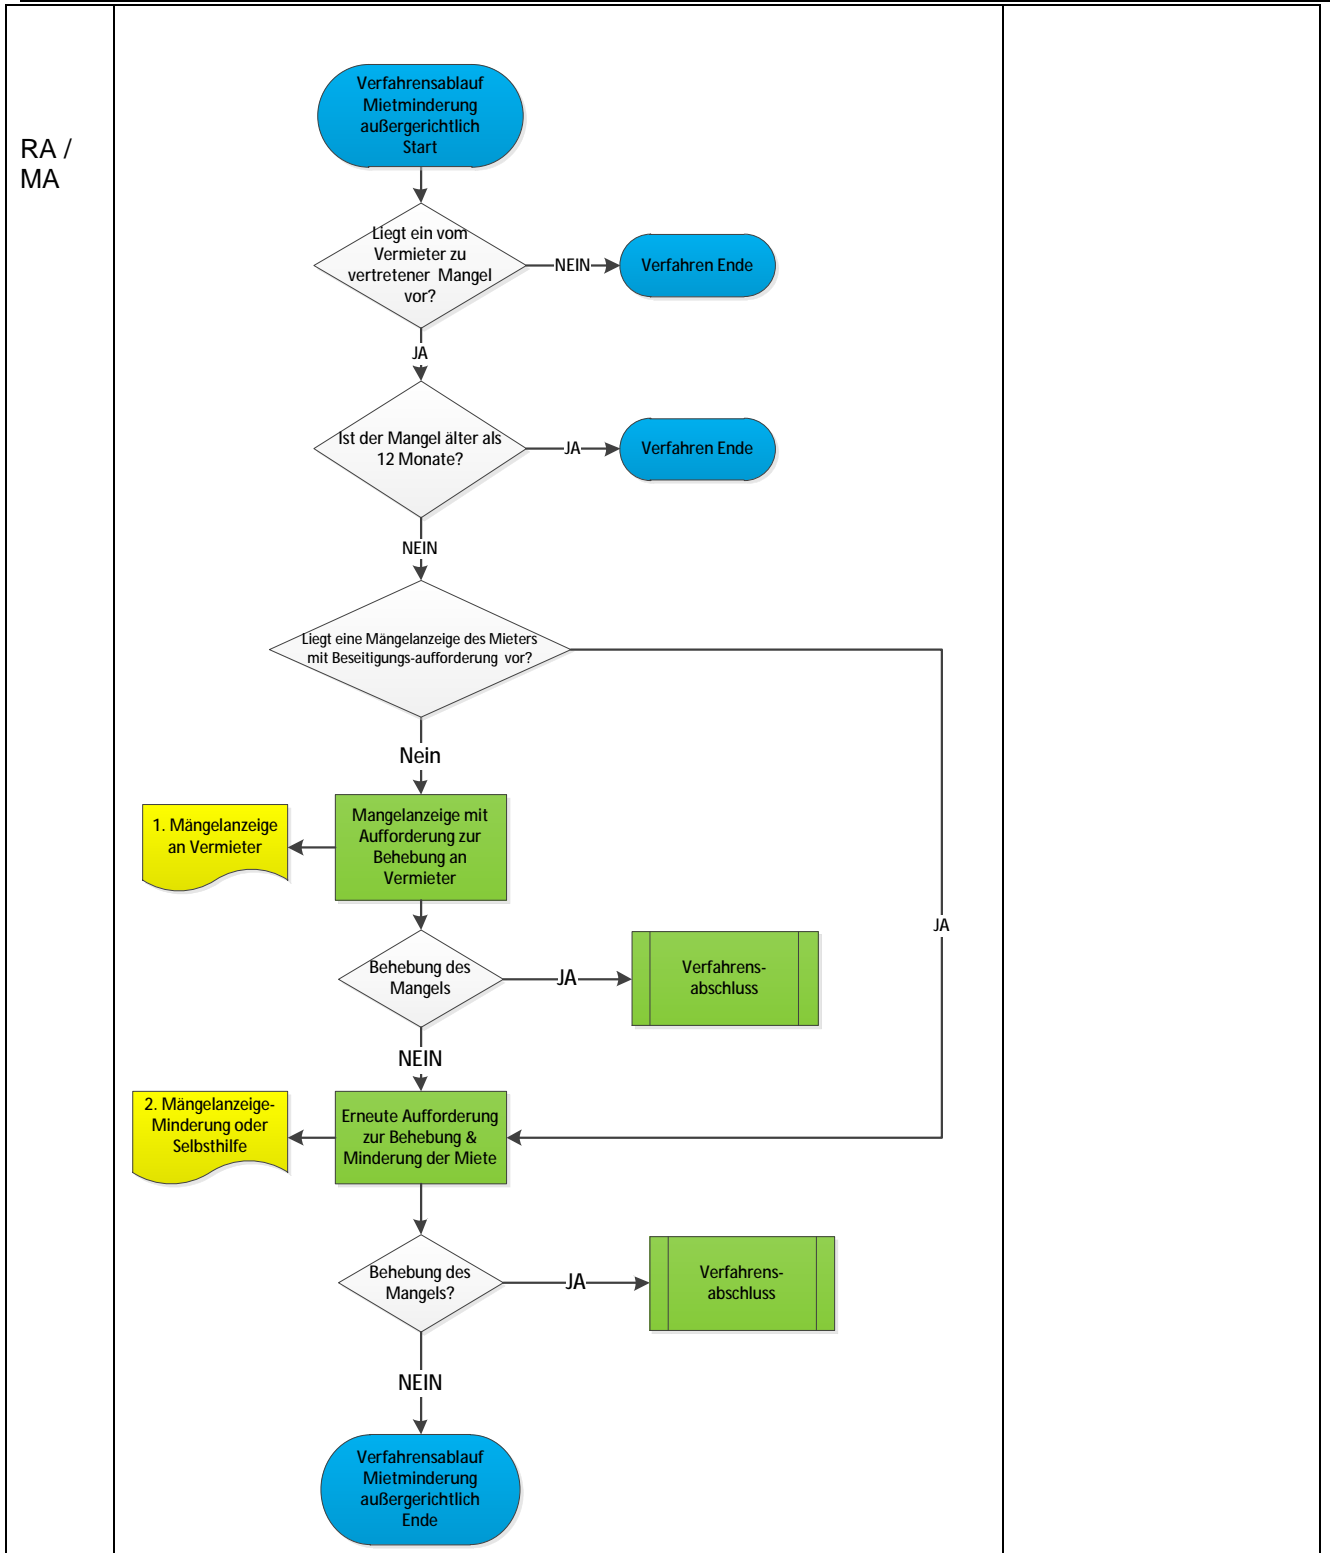 RA /
MA
Verfahrensablauf
Mietminderung
außergerichtlich
Start
Liegt ein vom
Vermieter zu
vertretener Mangel
vor?
NEIN
Verfahren Ende
JA
Ist der Mangel älter als
12 Monate?
JA
Verfahren Ende
NEIN
Liegt eine Mängelanzeige des Mieters
mit Beseitigungs-aufforderung vor?
Nein
JA
1. Mängelanzeige
an Vermieter
Mangelanzeige mit
Aufforderung zur
Behebung an
Vermieter
Behebung des
Mangels
JA
Verfahrens-
abschluss
NEIN
2. Mängelanzeige-
Minderung oder
Selbsthilfe
Erneute Aufforderung
zur Behebung &
Minderung der Miete
Behebung des
Mangels?
JA
Verfahrens-
abschluss
NEIN
Verfahrensablauf
Mietminderung
außergerichtlich
Ende